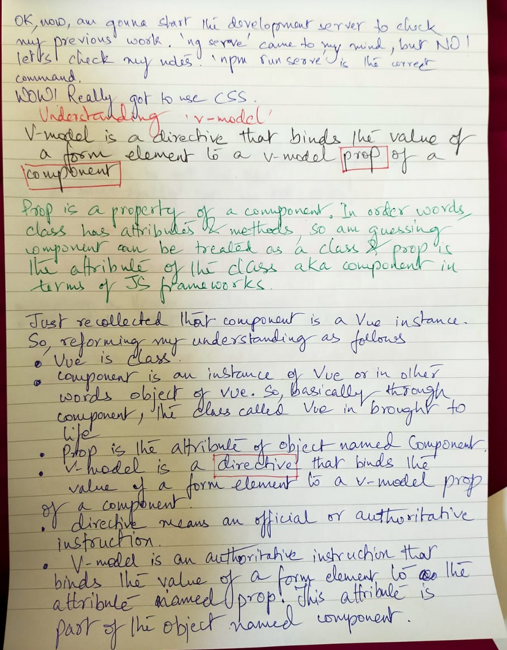 OK, now, am gonna start the development server to check
my previous work. 'ng serve' came to my mind, but NO!
let's check my notes. 'npm run serve' is the correct
command.
WOW! Really got to use CSS.
Understanding 'v-model'
V-model is a directive that binds the value of
a form element to a v-model prop of a
component
Prop is a property of a component. In order words,
class has attributes & methods, so am guessing
component can be treated as a class & prop is
the attribute of the class aka component in
terms of JS frameworks.
Just recollected that component is a Vue instance.
So, reforming my understanding as follows
• Vue is class.
• component is an instance of Vue or in other
words object of Vue. So, basically through
component, the class called Vue in brought to
life
• Prop is the attribute of object named Component.
• V-model is a directive that binds the
value of a form element to a v-model prop
of a component.
• directive means an official or authoritative
instruction.
• V-model is an authoritative instruction that
binds the value of a form element to the
attribute named prop. This attribute is
part of the object named component.